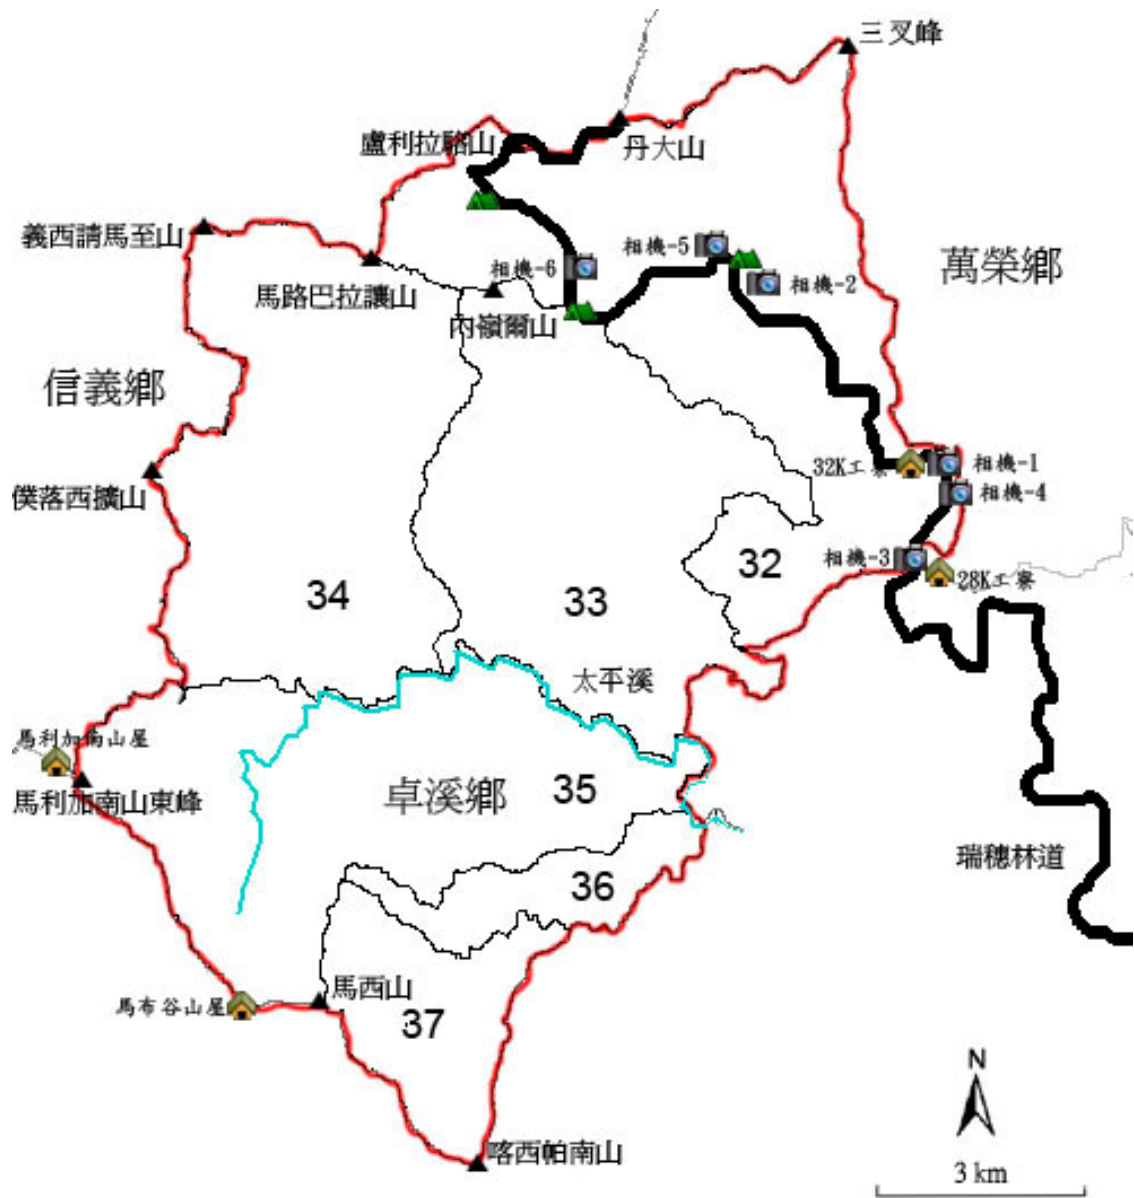 三叉峰
盧利拉駱山
丹大山
義西請馬至山
相機-5
萬榮鄉
相機-6
相機-2
馬路巴拉讓山
內嶺爾山
信義鄉
32K工寮
相機-1
僕落西擴山
相機-4
相機-3
32
28K工寮
34
33
太平溪
馬利加南山屋
馬利加南山東峰
卓溪鄉
35
瑞穗林道
36
馬布谷山屋
馬西山
37
N
喀西帕南山
3 km